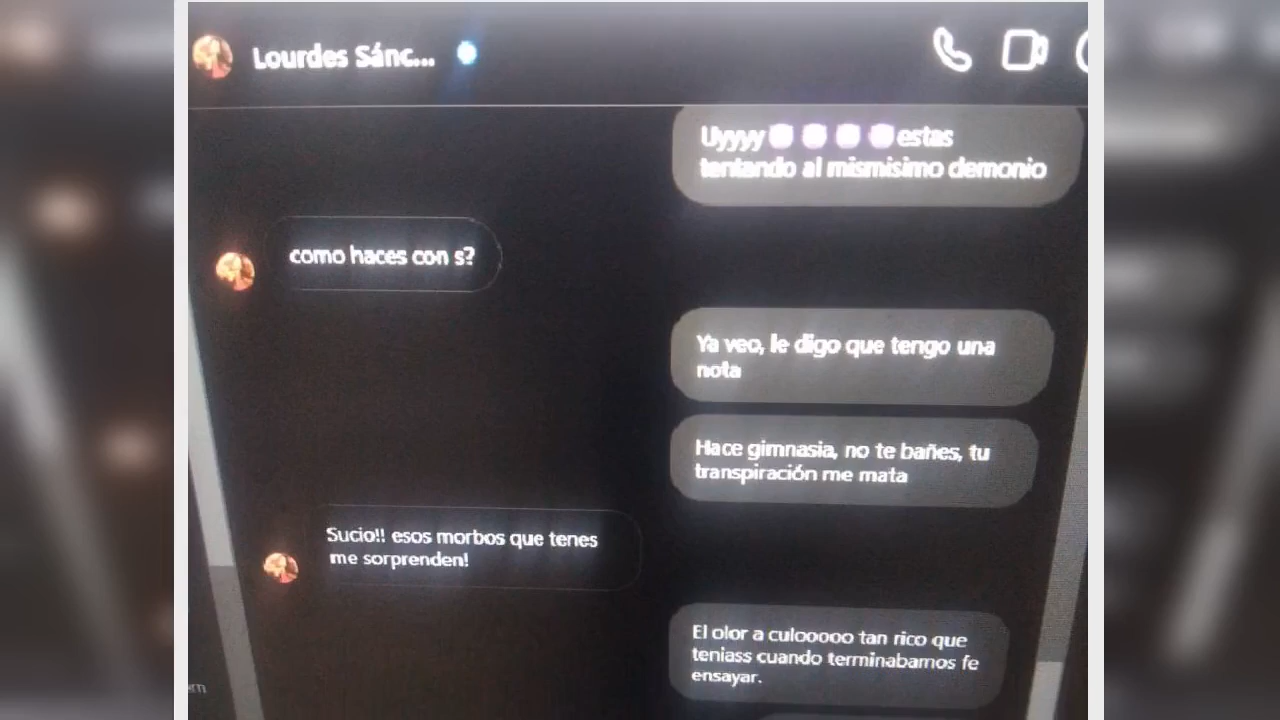 Lourdes Sánc...
Uyyyy😈😈😈😈estas
tentando al mismisimo demonio
como haces con s?
Ya veo, le digo que tengo una
nota
Hace gimnasia, no te bañes, tu
transpiración me mata
Sucio!! esos morbos que tenes
me sorprenden!
El olor a culooooo tan rico que
teniass cuando terminabamos fe
ensayar.